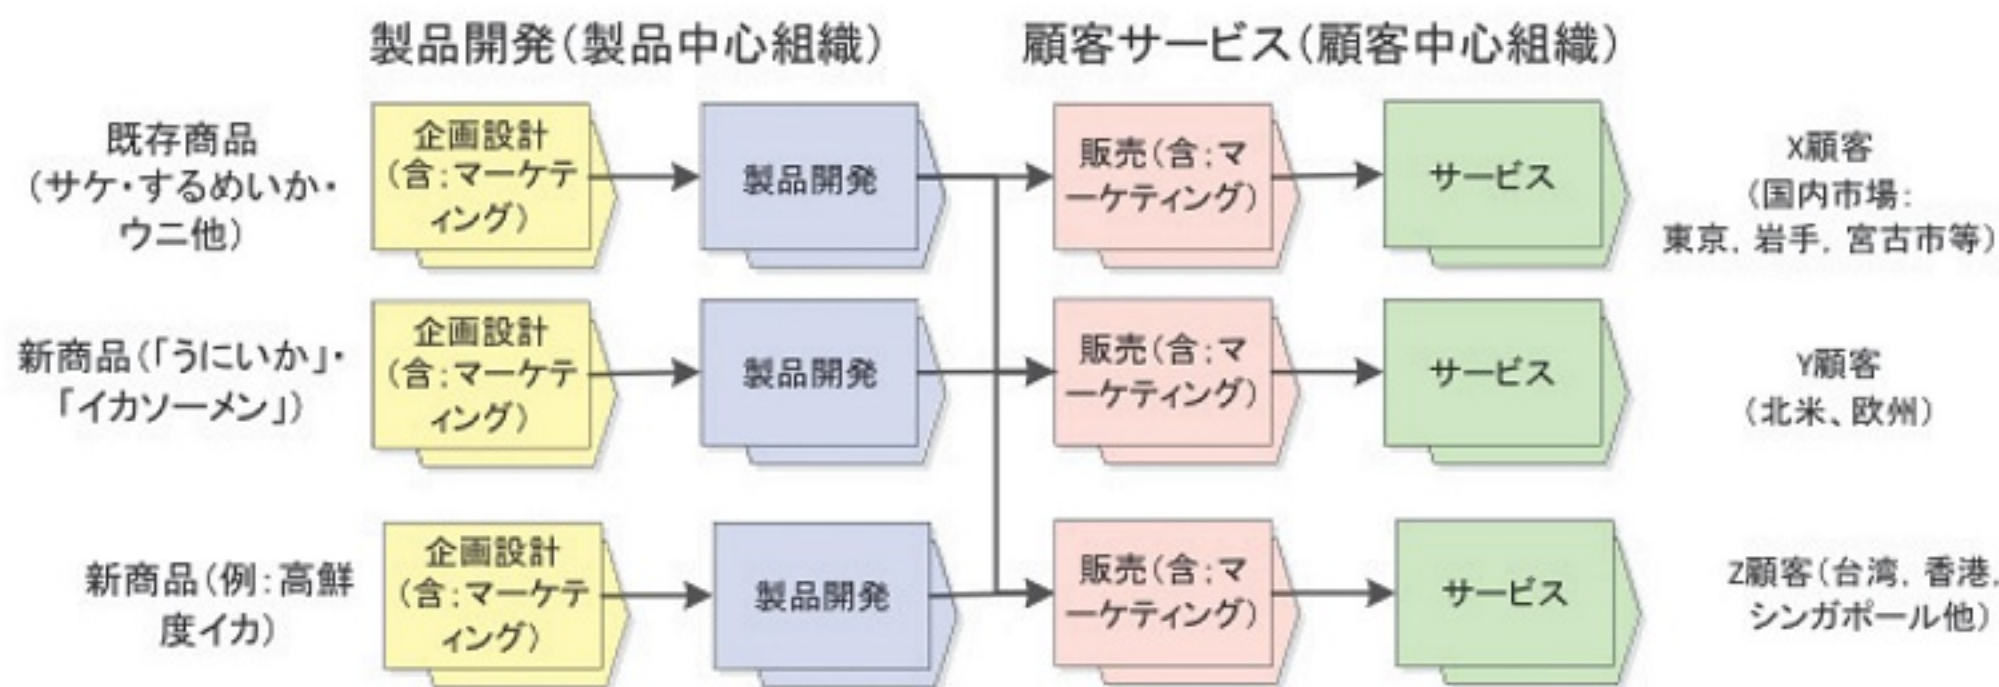 製品開発(製品中心組織)
顧客サービス(顧客中心組織)
既存商品
(サケ・するめいか・
ウニ他)
企画設計
(含:マーケテ
ィング)
製品開発
販売(含:マ
ーケティング)
サービス
X顧客
(国内市場:
東京, 岩手, 宮古市等)
新商品(「うにいか」・
「イカソーメン」)
企画設計
(含:マーケテ
ィング)
製品開発
販売(含:マ
ーケティング)
サービス
Y顧客
(北米、欧州)
新商品(例:高鮮
度イカ)
企画設計
(含:マーケテ
ィング)
製品開発
販売(含:マ
ーケティング)
サービス
Z顧客(台湾, 香港,
シンガポール他)